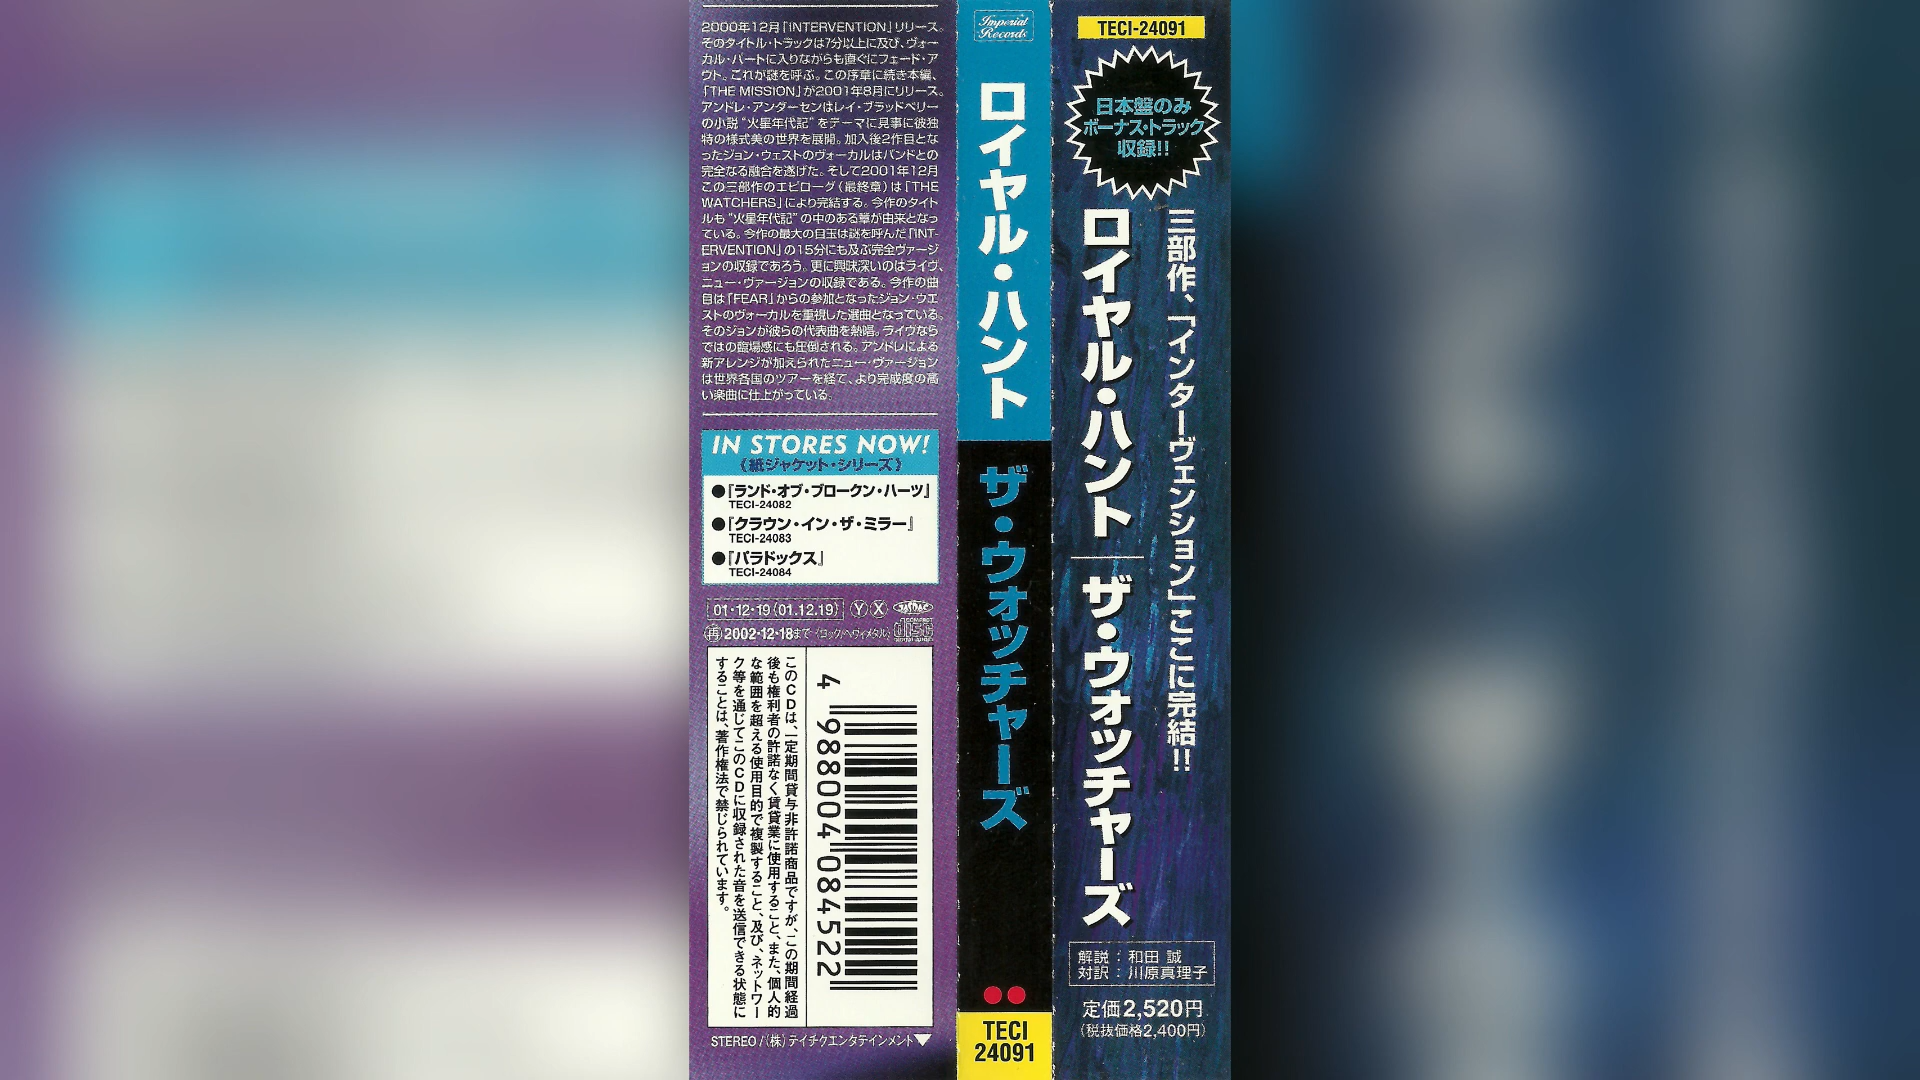 2000年12月「INTERVENTION」リリース。
そのタイトル・トラックは7分以上に及び、ヴォー
カル・パートに入りながらも直ぐにフェード・ア
ウト。これが謎を呼ぶ。この序章に続き本編、
「THE MISSION」が2001年8月にリリース。
アンドレ・アンダーセンはレイ・ブラッドベリー
の小説“火星年代記”をテーマに見事に彼独
特の様式美の世界を展開。加入後2作目とな
ったジョン・ウェストのヴォーカルはバンドとの
完全なる融合を遂げた。そして2001年12月
この三部作のエピローグ(最終章)は「THE
WATCHERS」により完結する。今作のタイト
ルも“火星年代記”の中のある章が由来となっ
ている。今作の最大の目玉は謎を呼んだ「INT-
ERVENTION」の15分にも及ぶ完全ヴァージ
ョンの収録であろう。更に興味深いのはライヴ、
ニュー・ヴァージョンの収録である。今作の曲
目は「FEAR」からの参加となったジョン・ウエ
ストのヴォーカルを重視した選曲となっている。
そのジョンが彼らの代表曲を熱唱。ライヴなら
ではの臨場感にも圧倒される。アンドレによる
新アレンジが加えられたニュー・ヴァージョン
は世界各国のツアーを経て、より完成度の高
い楽曲に仕上がっている。
IN STORES NOW!
《紙ジャケット・シリーズ》
●『ランド・オブ・ブロークン・ハーツ』
TECI-24082
●『クラウン・イン・ザ・ミラー』
TECI-24083
●『パラドックス』
TECI-24084
01・12・19(01.12.19) Ⓨ Ⓧ
再 2002・12・18まで (ロック/ヘヴィメタル) COMPACT disc
このCDは、一定期間貸与非許諾商品ですが、この期間経過
後も権利者の許諾なく賃貸業に使用すること、また、個人的
な範囲を超える使用目的で複製すること、及び、ネットワー
ク等を通じてこのCDに収録された音を送信できる状態に
することは、著作権法で禁じられています。
4 988004 084522
STEREO/(株)テイチクエンタテインメント
Imperial
Records
ロイヤル・ハント
ザ・ウォッチャーズ
TECI
24091
TECI-24091
日本盤のみ
ボーナス・トラック
収録!!
三部作、「インターヴェンション」ここに完結!!
ロイヤル・ハント
ザ・ウォッチャーズ
解説：和田 誠
対訳：川原真理子
定価2,520円
(税抜価格2,400円)